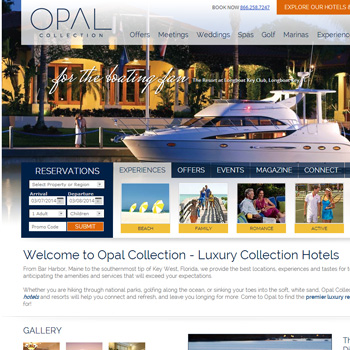 OPAL
COLLECTION
BOOK NOW 866.258.7247
EXPLORE OUR HOTELS &
Offers Meetings Weddings Spas Golf Marinas Experienc
for the boating fan
The Resort at Longboat Key Club, Longboat Key
RESERVATIONS
EXPERIENCES OFFERS EVENTS MAGAZINE CONNECT
Select Property or Region
Arrival: Departure:
03/07/2014 03/08/2014
1 Adult Children
Promo Code SUBMIT
BEACH FAMILY ROMANCE ACTIVE
Welcome to Opal Collection - Luxury Collection Hotels
From Bar Harbor, Maine to the southernmost tip of Key West, Florida, we provide the best locations, experiences and tastes for t
anticipating the amenities and services that will exceed your expectations.
Whether you are hiking through national parks, golfing along the ocean, or sinking your toes into the soft, white sand, Opal Colle
hotels and resorts will help you connect and refresh, and leave you longing for more. Come to Opal to find the premier luxury re
for!
GALLERY
Th
D